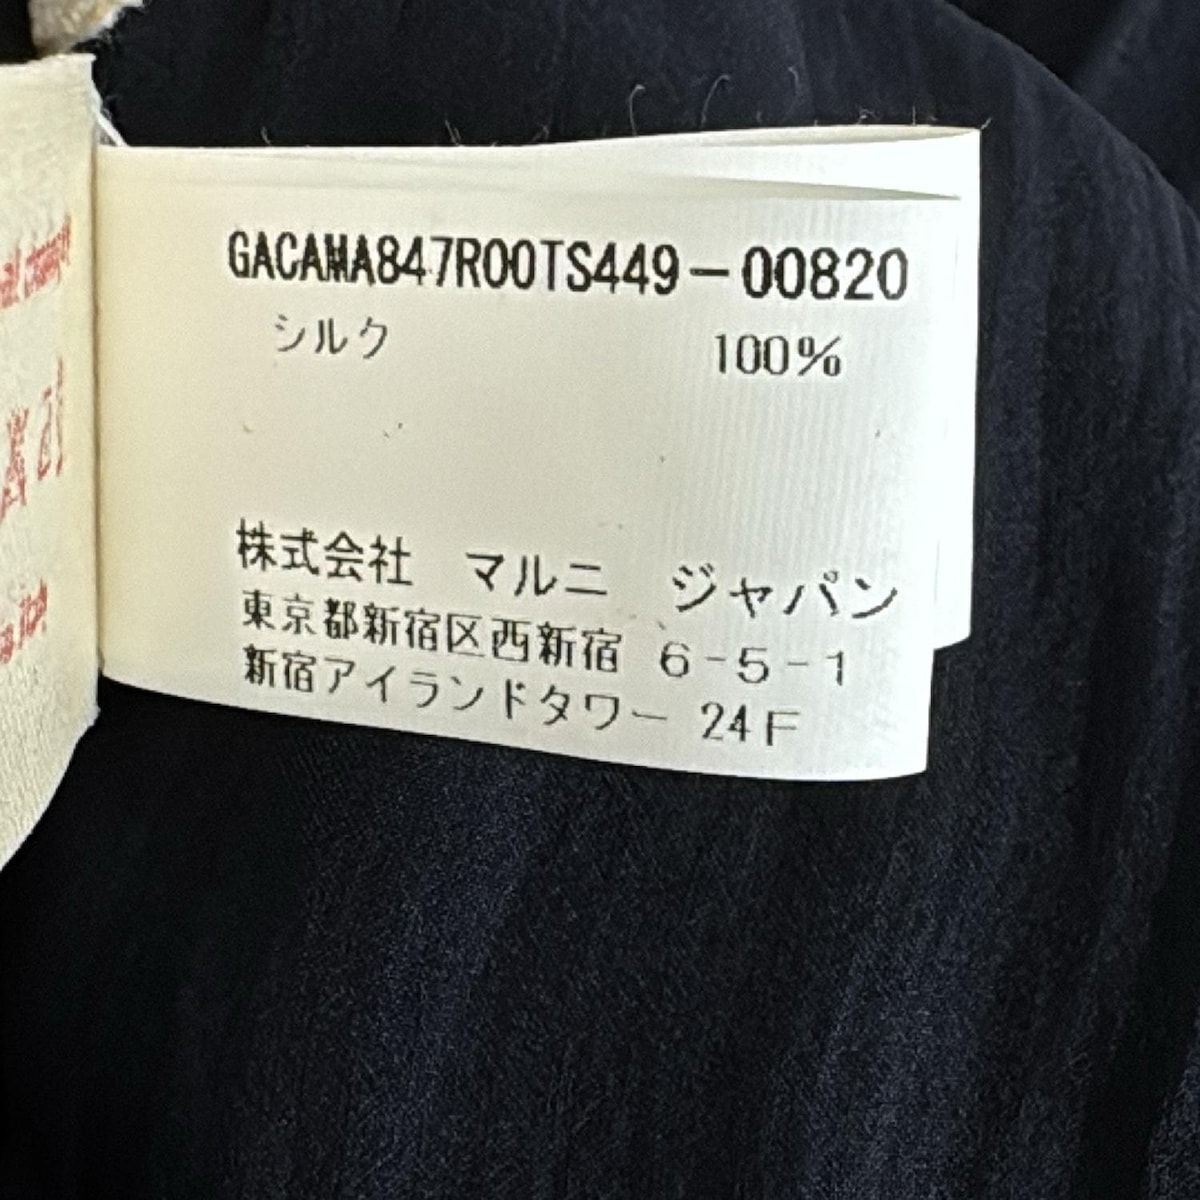 GACAMA847R00TS449-00820
シルク 100%
株式会社 マルニ ジャパン
東京都新宿区西新宿 6-5-1
新宿アイランドタワー 24F